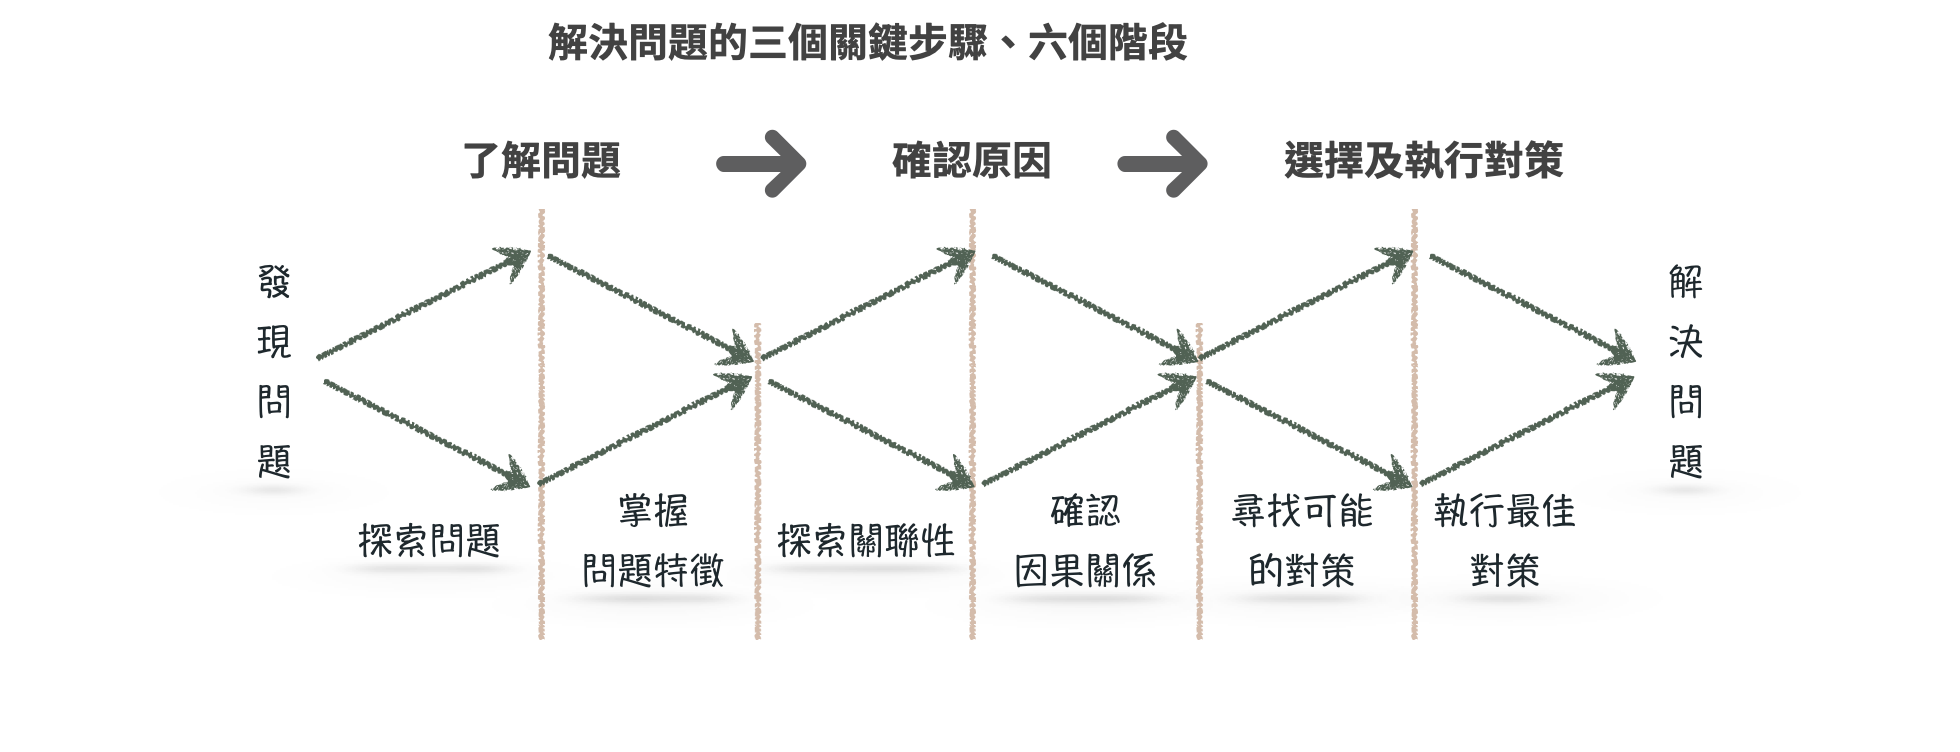 解決問題的三個關鍵步驟、六個階段
了解問題
確認原因
選擇及執行對策
發現問題
解決問題
探索問題
掌握
問題特徵
探索關聯性
確認
因果關係
尋找可能
的對策
執行最佳
對策